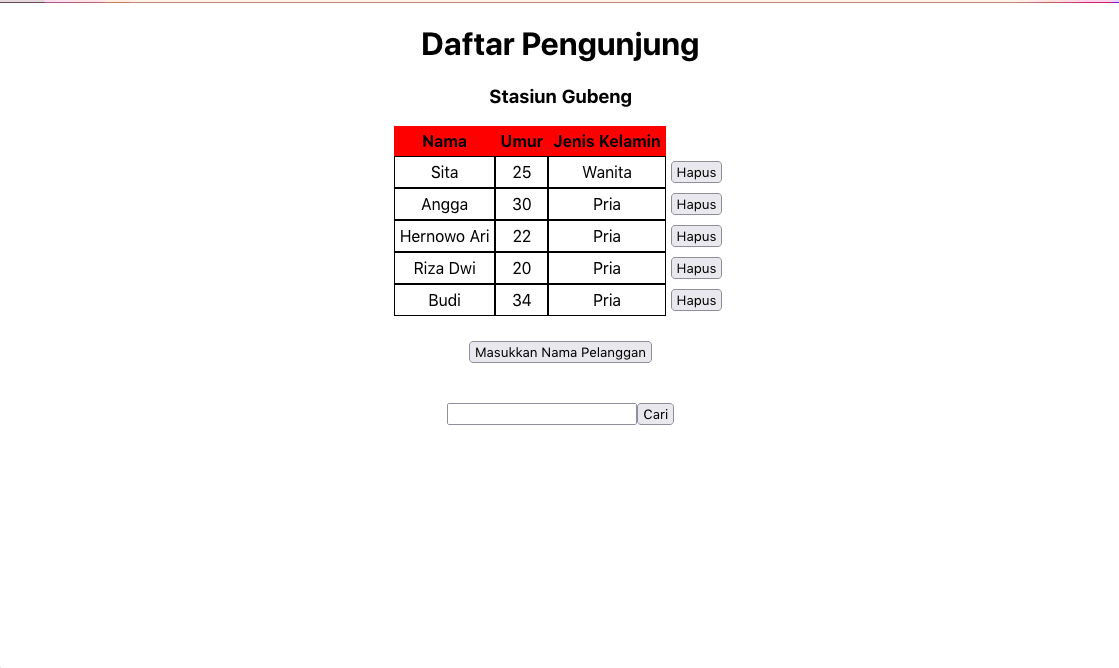 Daftar Pengunjung
Stasiun Gubeng
Nama Umur Jenis Kelamin
Sita 25 Wanita Hapus
Angga 30 Pria Hapus
Hernowo Ari 22 Pria Hapus
Riza Dwi 20 Pria Hapus
Budi 34 Pria Hapus
Masukkan Nama Pelanggan
Cari